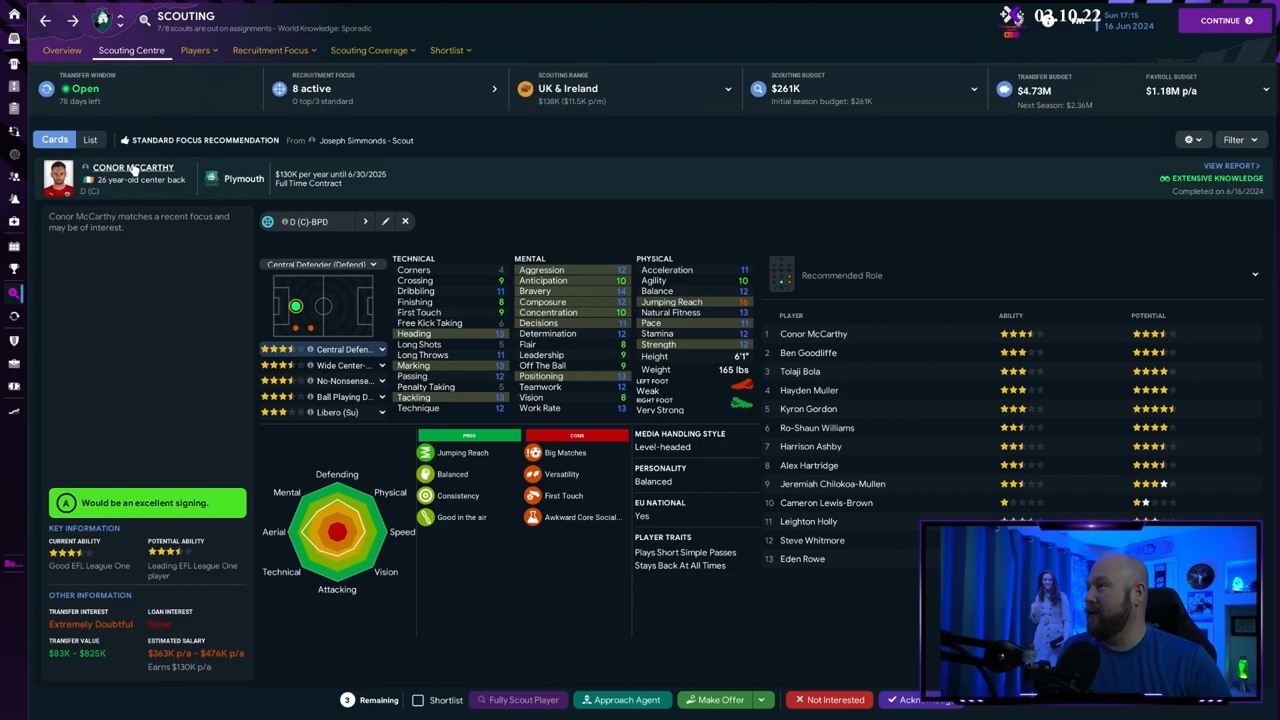 SCOUTING
7/8 scouts are out on assignments - World Knowledge: Sporadic
03.10.22
Sun 17:15
16 Jun 2024
CONTINUE
Overview
Scouting Centre
Players
Recruitment Focus
Scouting Coverage
Shortlist
TRANSFER WINDOW
Open
78 days left
RECRUITMENT FOCUS
8 active
0 top/3 standard
SCOUTING RANGE
UK & Ireland
$138K ($11.5K p/m)
SCOUTING BUDGET
$261K
Initial season budget: $261K
TRANSFER BUDGET
$4.73M
Next Season: $2.36M
PAYROLL BUDGET
$1.18M p/a
Cards
List
STANDARD FOCUS RECOMMENDATION
From Joseph Simmonds - Scout
Filter
CONOR MCCARTHY
26 year-old center back
D (C)
Plymouth
$130K per year until 6/30/2025
Full Time Contract
VIEW REPORT>
EXTENSIVE KNOWLEDGE
Completed on 6/16/2024
Conor McCarthy matches a recent focus and
may be of interest.
D (C)-BPD
Central Defender (Defend)
Central Defen...
Wide Center-...
No-Nonsense...
Ball Playing D...
Libero (Su)
TECHNICAL
Corners 4
Crossing 9
Dribbling 11
Finishing 8
First Touch 9
Free Kick Taking 6
Heading 13
Long Shots 5
Long Throws 11
Marking 13
Passing 12
Penalty Taking 5
Tackling 13
Technique 12
MENTAL
Aggression 12
Anticipation 10
Bravery 14
Composure 12
Concentration 10
Decisions 11
Determination 12
Flair 8
Leadership 9
Off The Ball 9
Positioning 13
Teamwork 12
Vision 8
Work Rate 13
PHYSICAL
Acceleration 11
Agility 10
Balance 12
Jumping Reach 16
Natural Fitness 13
Pace 11
Stamina 12
Strength 12
Height 6'1"
Weight 165 lbs
LEFT FOOT
Weak
RIGHT FOOT
Very Strong
Recommended Role
PLAYER ABILITY POTENTIAL
1 Conor McCarthy
2 Ben Goodliffe
3 Tolaji Bola
4 Hayden Muller
5 Kyron Gordon
6 Ro-Shaun Williams
7 Harrison Ashby
8 Alex Hartridge
9 Jeremiah Chilokoa-Mullen
10 Cameron Lewis-Brown
11 Leighton Holly
12 Steve Whitmore
13 Eden Rowe
Defending
Physical
Speed
Vision
Attacking
Technical
Aerial
Mental
PROS
Jumping Reach
Balanced
Consistency
Good in the air
CONS
Big Matches
Versatility
First Touch
Awkward Core Social...
MEDIA HANDLING STYLE
Level-headed
PERSONALITY
Balanced
EU NATIONAL
Yes
PLAYER TRAITS
Plays Short Simple Passes
Stays Back At All Times
A
Would be an excellent signing.
KEY INFORMATION
CURRENT ABILITY
Good EFL League One
POTENTIAL ABILITY
Leading EFL League One
player
OTHER INFORMATION
TRANSFER INTEREST
Extremely Doubtful
LOAN INTEREST
None
TRANSFER VALUE
$83K - $825K
ESTIMATED SALARY
$363K p/a - $476K p/a
Earns $130K p/a
Bo...
3 Remaining
Shortlist
Fully Scout Player
Approach Agent
Make Offer
Not Interested